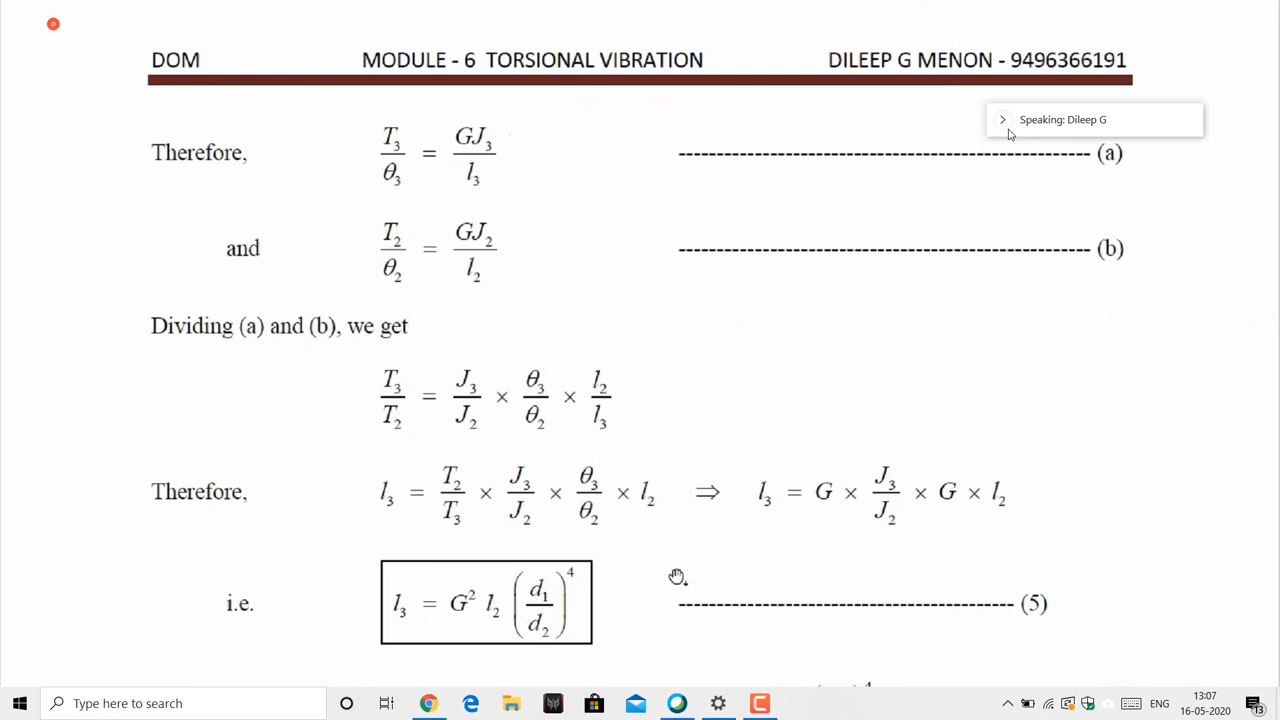 DOM MODULE - 6 TORSIONAL VIBRATION DILEEP G MENON - 9496366191
Speaking: Dileep G
Therefore, T₃/θ₃ = GJ₃/l₃ -------------------------------------------- (a)
and T₂/θ₂ = GJ₂/l₂ -------------------------------------------- (b)
Dividing (a) and (b), we get
T₃/T₂ = J₃/J₂ × θ₃/θ₂ × l₂/l₃
Therefore, l₃ = T₂/T₃ × J₃/J₂ × θ₃/θ₂ × l₂ ⇒ l₃ = G × J₃/J₂ × G × l₂
i.e. l₃ = G² l₂ (d₁/d₂)⁴ ------------------------------------ (5)
Type here to search
ENG
13:07
16-05-2020
13